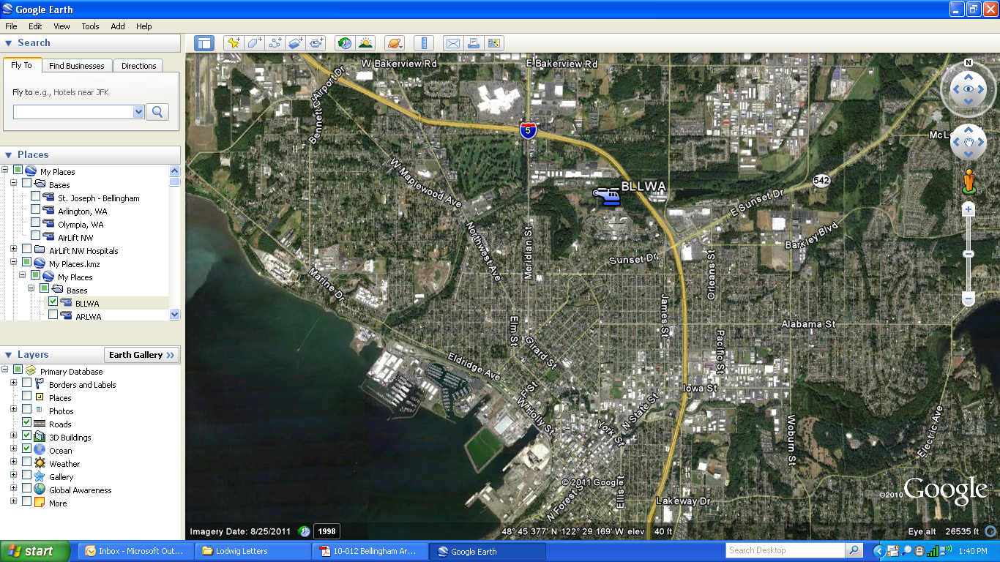 Google Earth
File Edit View Tools Add Help
Search
Fly To Find Businesses Directions
Fly to e.g., Hotels near JFK
Places
My Places
Bases
St. Joseph - Bellingham
Arlington, WA
Olympia, WA
AirLift NW
AirLift NW Hospitals
My Places.kmz
My Places
Bases
BLLWA
ARLWA
Layers
Earth Gallery >>
Primary Database
Borders and Labels
Places
Photos
Roads
3D Buildings
Ocean
Weather
Gallery
Global Awareness
More
W Bakerview Rd
E Bakerview Rd
Bennett
Airport Dr
5
N
W Maplewood Ave
BLLWA
542
E Sunset Dr
Barkley Blvd
Northwest Ave
Meridian St
Sunset Dr
Orleans St
Marine Dr
James St
Alabama St
Elm St
Girard St
Pacific St
Eldridge Ave
F St
W Holly St
Iowa St
N State St
York St
Woburn St
Electric Ave
© 2011 Google
Ellis t
N Forest S
Lakeway Dr
©2010 Google
Imagery Date: 8/25/2011 1998 48° 45.377' N 122° 29.169' W elev 40 ft Eye alt 26535 ft
start Inbox - Microsoft Out... Lodwig Letters 10-012 Bellingham Ar... Google Earth Search Desktop 1:40 PM